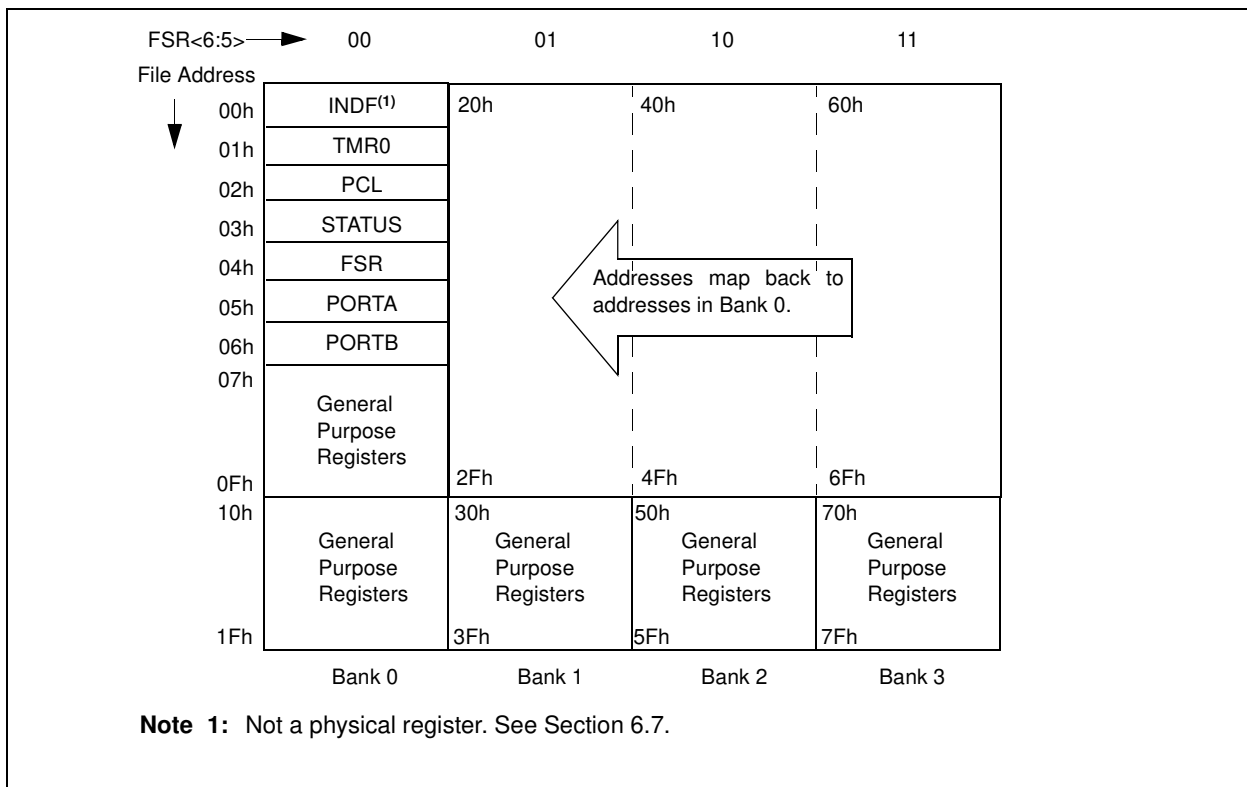 FSR<6:5> 00 01 10 11
File Address
00h INDF(1) 20h 40h 60h
01h TMR0
02h PCL
03h STATUS
04h FSR
Addresses map back to
05h PORTA addresses in Bank 0.
06h PORTB
07h
General
Purpose
Registers
0Fh 2Fh 4Fh 6Fh
10h 30h 50h 70h
General General General General
Purpose Purpose Purpose Purpose
Registers Registers Registers Registers
1Fh 3Fh 5Fh 7Fh
Bank 0 Bank 1 Bank 2 Bank 3
Note 1: Not a physical register. See Section 6.7.